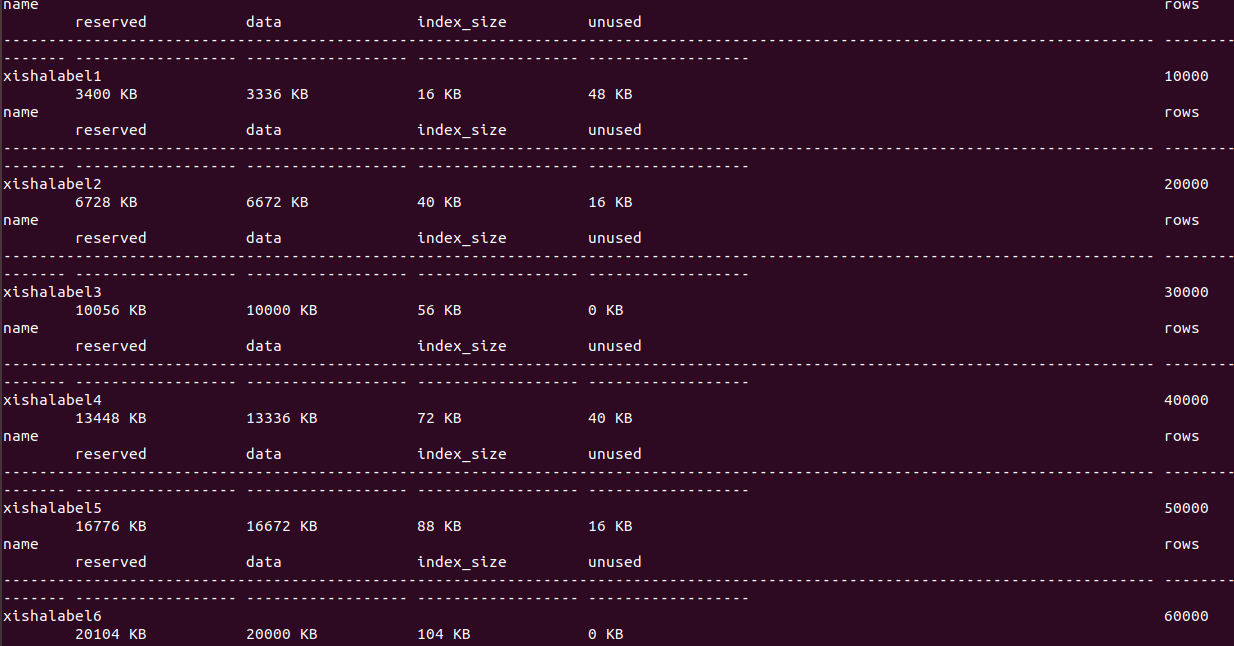 name rows
reserved data index_size unused
-------------------------------------------------------------------------------------------------------------------------------- --------
------- ------------------ ------------------ ------------------ ------------------
xishalabel1 10000
3400 KB 3336 KB 16 KB 48 KB
name rows
reserved data index_size unused
-------------------------------------------------------------------------------------------------------------------------------- --------
------- ------------------ ------------------ ------------------ ------------------
xishalabel2 20000
6728 KB 6672 KB 40 KB 16 KB
name rows
reserved data index_size unused
-------------------------------------------------------------------------------------------------------------------------------- --------
------- ------------------ ------------------ ------------------ ------------------
xishalabel3 30000
10056 KB 10000 KB 56 KB 0 KB
name rows
reserved data index_size unused
-------------------------------------------------------------------------------------------------------------------------------- --------
------- ------------------ ------------------ ------------------ ------------------
xishalabel4 40000
13448 KB 13336 KB 72 KB 40 KB
name rows
reserved data index_size unused
-------------------------------------------------------------------------------------------------------------------------------- --------
------- ------------------ ------------------ ------------------ ------------------
xishalabel5 50000
16776 KB 16672 KB 88 KB 16 KB
name rows
reserved data index_size unused
-------------------------------------------------------------------------------------------------------------------------------- --------
------- ------------------ ------------------ ------------------ ------------------
xishalabel6 60000
20104 KB 20000 KB 104 KB 0 KB